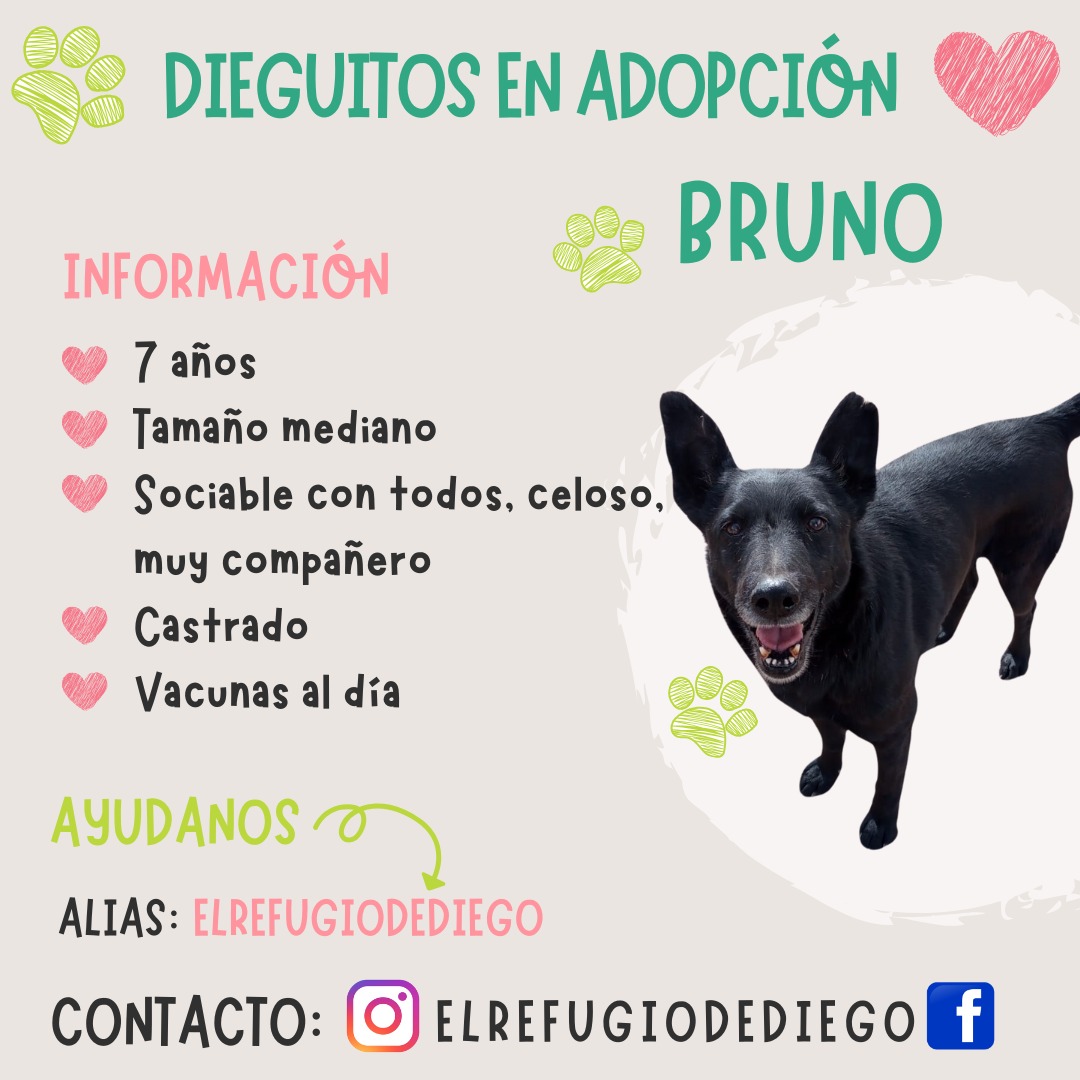 DIEGUITOS EN ADOPCIÓN
BRUNO
INFORMACIÓN
7 años
Tamaño mediano
Sociable con todos, celoso,
muy compañero
Castrado
Vacunas al día
AYUDANOS
ALIAS: ELREFUGIODEDIEGO
CONTACTO: ELREFUGIODEDIEGO